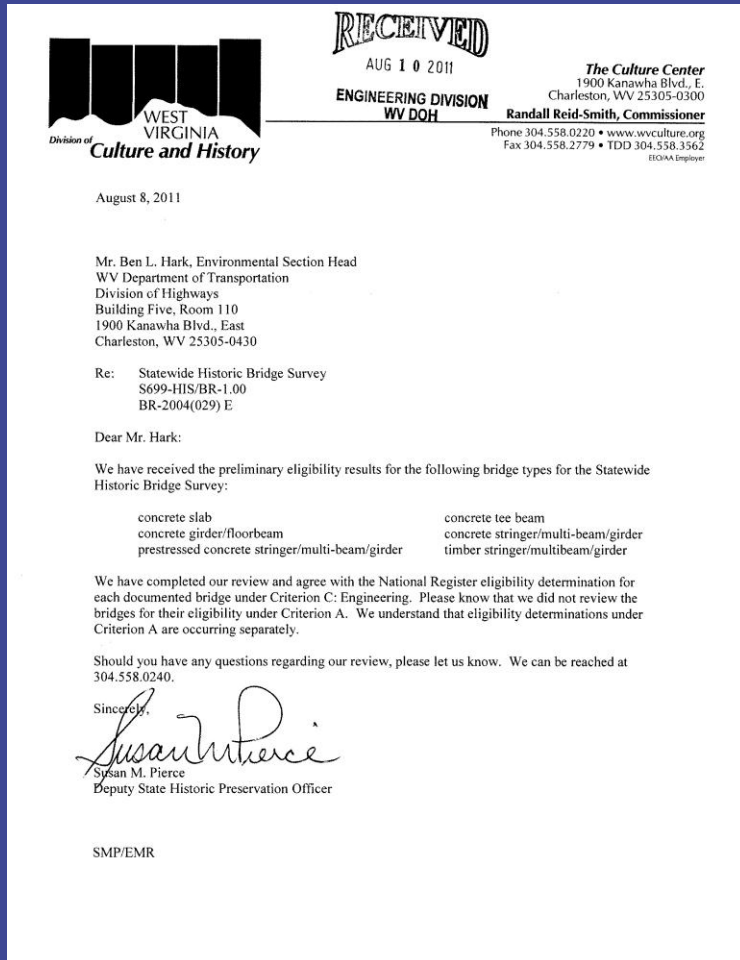 WEST
VIRGINIA
Division of
Culture and History
RECEIVED
AUG 10 2011
ENGINEERING DIVISION
WV DOH
The Culture Center
1900 Kanawha Blvd., E.
Charleston, WV 25305-0300
Randall Reid-Smith, Commissioner
Phone 304.558.0220 • www.wvculture.org
Fax 304.558.2779 • TDD 304.558.3562
EEO/AA Employer
August 8, 2011
Mr. Ben L. Hark, Environmental Section Head
WV Department of Transportation
Division of Highways
Building Five, Room 110
1900 Kanawha Blvd., East
Charleston, WV 25305-0430
Re: Statewide Historic Bridge Survey
S699-HIS/BR-1.00
BR-2004(029) E
Dear Mr. Hark:
We have received the preliminary eligibility results for the following bridge types for the Statewide
Historic Bridge Survey:
concrete slab concrete tee beam
concrete girder/floorbeam concrete stringer/multi-beam/girder
prestressed concrete stringer/multi-beam/girder timber stringer/multibeam/girder
We have completed our review and agree with the National Register eligibility determination for
each documented bridge under Criterion C: Engineering. Please know that we did not review the
bridges for their eligibility under Criterion A. We understand that eligibility determinations under
Criterion A are occurring separately.
Should you have any questions regarding our review, please let us know. We can be reached at
304.558.0240.
Sincerely,
Susan M Pierce
Susan M. Pierce
Deputy State Historic Preservation Officer
SMP/EMR